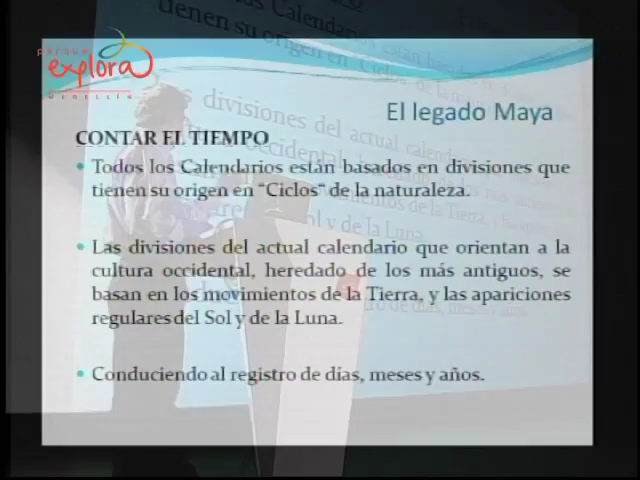 parque
explora
MEDELLÍN
El legado Maya
CONTAR EL TIEMPO
• Todos los Calendarios están basados en divisiones que
tienen su origen en "Ciclos" de la naturaleza.
• Las divisiones del actual calendario que orientan a la
cultura occidental, heredado de los más antiguos, se
basan en los movimientos de la Tierra, y las apariciones
regulares del Sol y de la Luna.
• Conduciendo al registro de días, meses y años.